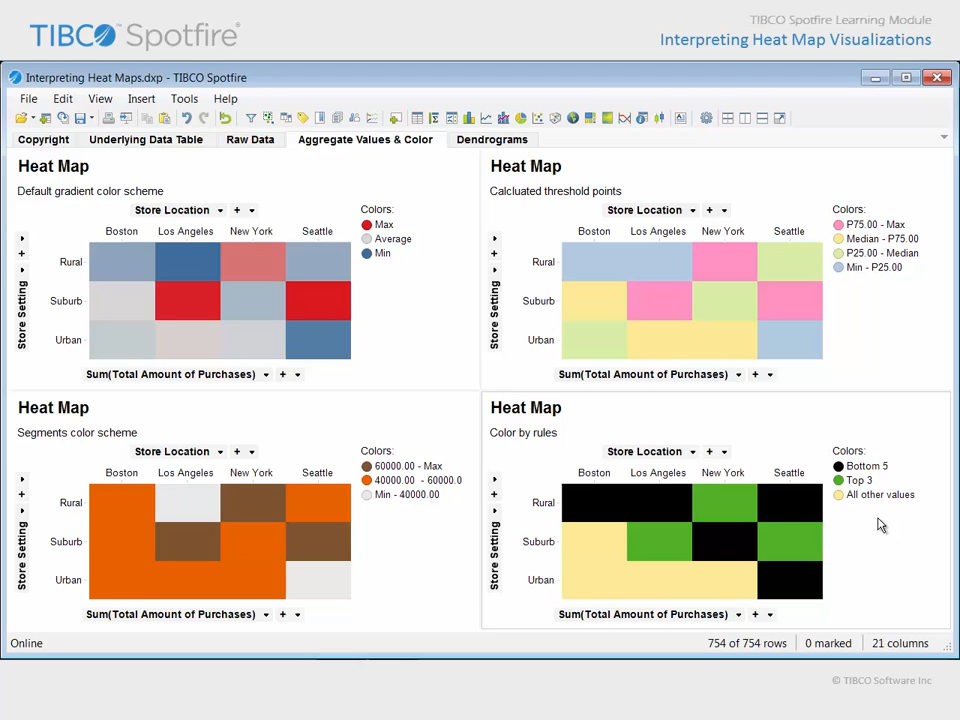 TIBCO™ Spotfire®
TIBCO Spotfire Learning Module
Interpreting Heat Map Visualizations
Interpreting Heat Maps.dxp - TIBCO Spotfire
File Edit View Insert Tools Help
Copyright Underlying Data Table Raw Data Aggregate Values & Color Dendrograms
Heat Map
Default gradient color scheme
Store Location
+
Colors:
Max
Average
Min
Boston Los Angeles New York Seattle
+
Store Setting
Rural
Suburb
Urban
Sum(Total Amount of Purchases) +
Heat Map
Calcluated threshold points
Store Location
+
Colors:
P75.00 - Max
Median - P75.00
P25.00 - Median
Min - P25.00
Boston Los Angeles New York Seattle
+
Store Setting
Rural
Suburb
Urban
Sum(Total Amount of Purchases) +
Heat Map
Segments color scheme
Store Location
+
Colors:
60000.00 - Max
40000.00 - 60000.0
Min - 40000.00
Boston Los Angeles New York Seattle
+
Store Setting
Rural
Suburb
Urban
Sum(Total Amount of Purchases) +
Heat Map
Color by rules
Store Location
+
Colors:
Bottom 5
Top 3
All other values
Boston Los Angeles New York Seattle
+
Store Setting
Rural
Suburb
Urban
Sum(Total Amount of Purchases) +
Online
754 of 754 rows
0 marked
21 columns
© TIBCO Software Inc